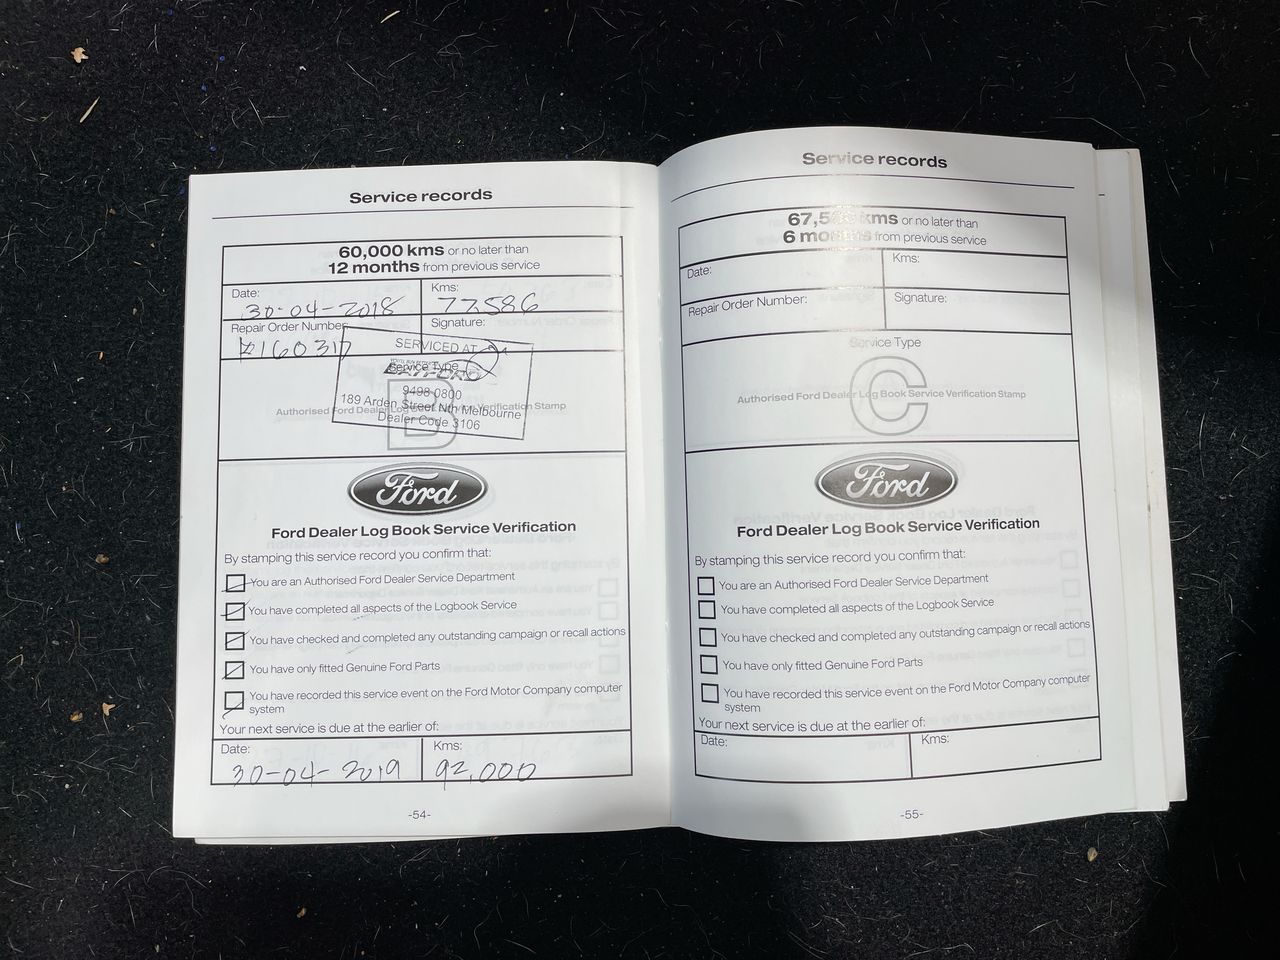 Service records
60,000 kms or no later than
12 months from previous service
Date:
30-04-2018
Kms:
77586
Repair Order Number:
Signature:
SERVICED AT
Service Type
9498 0800
189 Arden Street Nth Melbourne
Dealer Code 3106
B
Authorised Ford Dealer Log Book Service Verification Stamp
Ford
Ford Dealer Log Book Service Verification
By stamping this service record you confirm that:
You are an Authorised Ford Dealer Service Department
You have completed all aspects of the Logbook Service
You have checked and completed any outstanding campaign or recall actions
You have only fitted Genuine Ford Parts
You have recorded this service event on the Ford Motor Company computer
system
Your next service is due at the earlier of:
Date:
30-04-2019
Kms:
92,000
-54-
Service records
kms or no later than
6 months from previous service
Date:
Kms:
Repair Order Number:
Signature:
Service Type
C
Authorised Ford Dealer Log Book Service Verification Stamp
Ford
Ford Dealer Log Book Service Verification
By stamping this service record you confirm that:
You are an Authorised Ford Dealer Service Department
You have completed all aspects of the Logbook Service
You have checked and completed any outstanding campaign or recall actions
You have only fitted Genuine Ford Parts
You have recorded this service event on the Ford Motor Company computer
system
Your next service is due at the earlier of:
Date:
Kms:
-55-